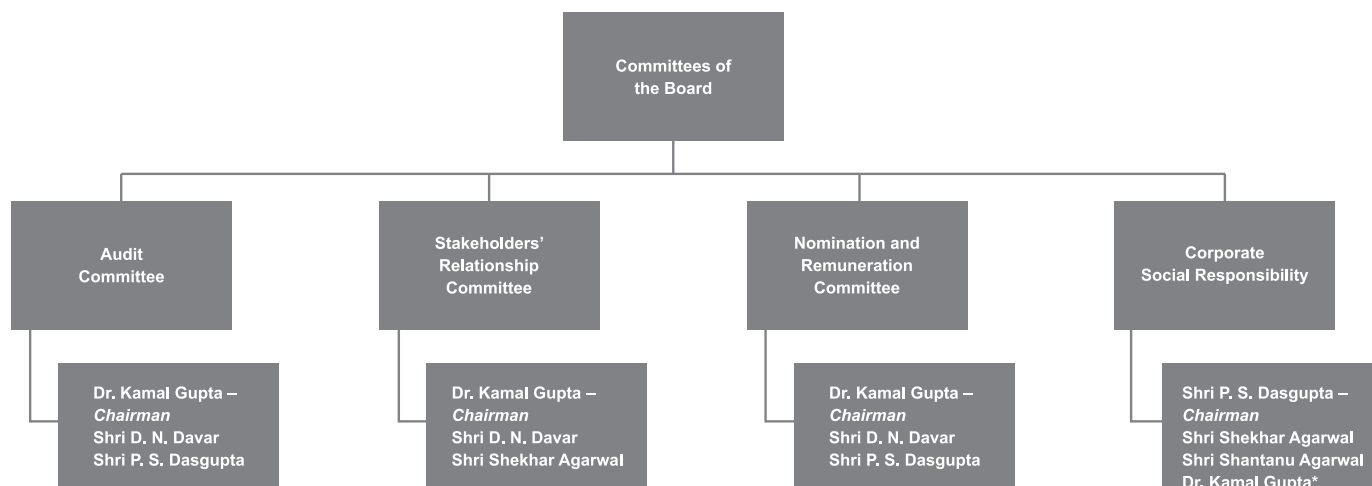 Committees of
the Board
Audit
Committee
Stakeholders’
Relationship
Committee
Nomination and
Remuneration
Committee
Corporate
Social Responsibility
Dr. Kamal Gupta –
Chairman
Shri D. N. Davar
Shri P. S. Dasgupta
Dr. Kamal Gupta –
Chairman
Shri D. N. Davar
Shri Shekhar Agarwal
Dr. Kamal Gupta –
Chairman
Shri D. N. Davar
Shri P. S. Dasgupta
Shri P. S. Dasgupta –
Chairman
Shri Shekhar Agarwal
Shri Shantanu Agarwal
Dr. Kamal Gupta*